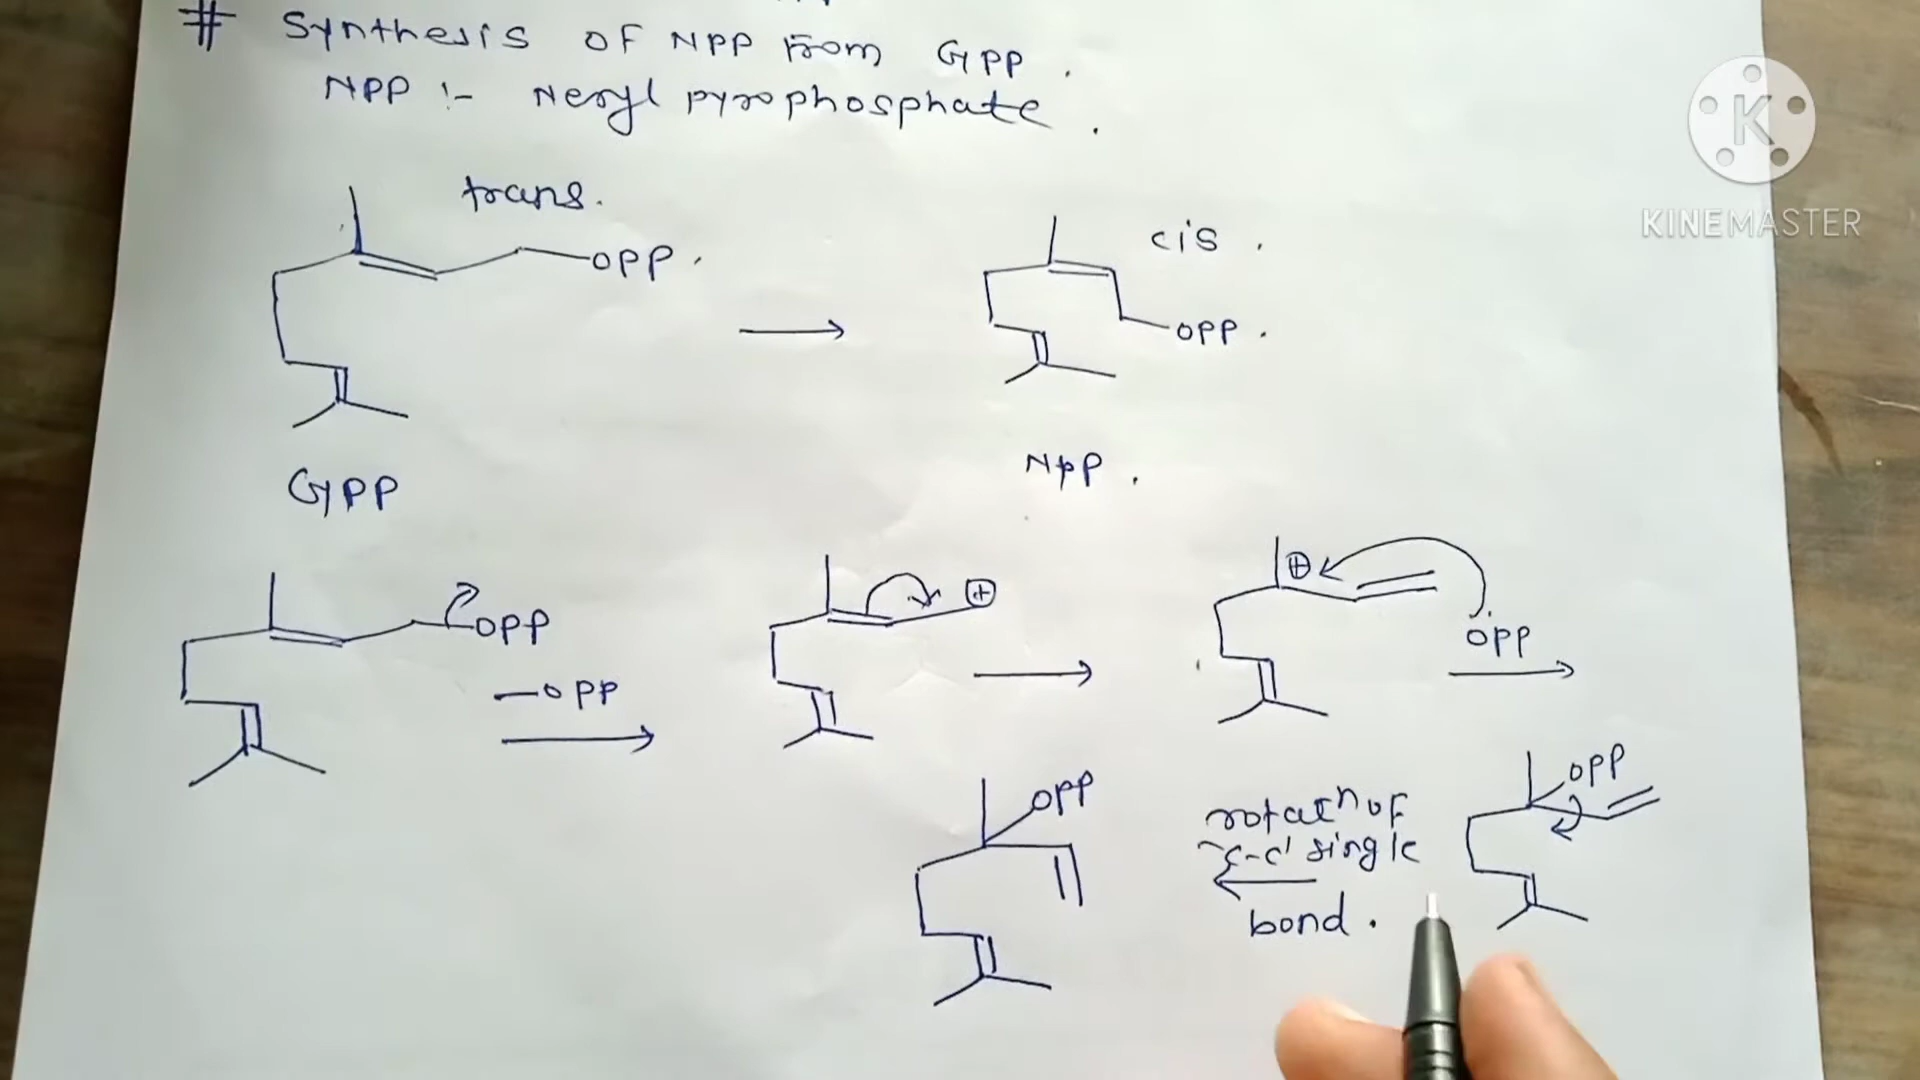 # Synthesis OF NPP From GPP .
NPP :- Neryl pyrophosphate .
K
KINEMASTER
trans.
OPP .
cis .
OPP .
GPP
NPP .
OPP
-OPP
⊕
⊕
OPP
OPP
OPP
rotatn OF
'C-C' single
bond .